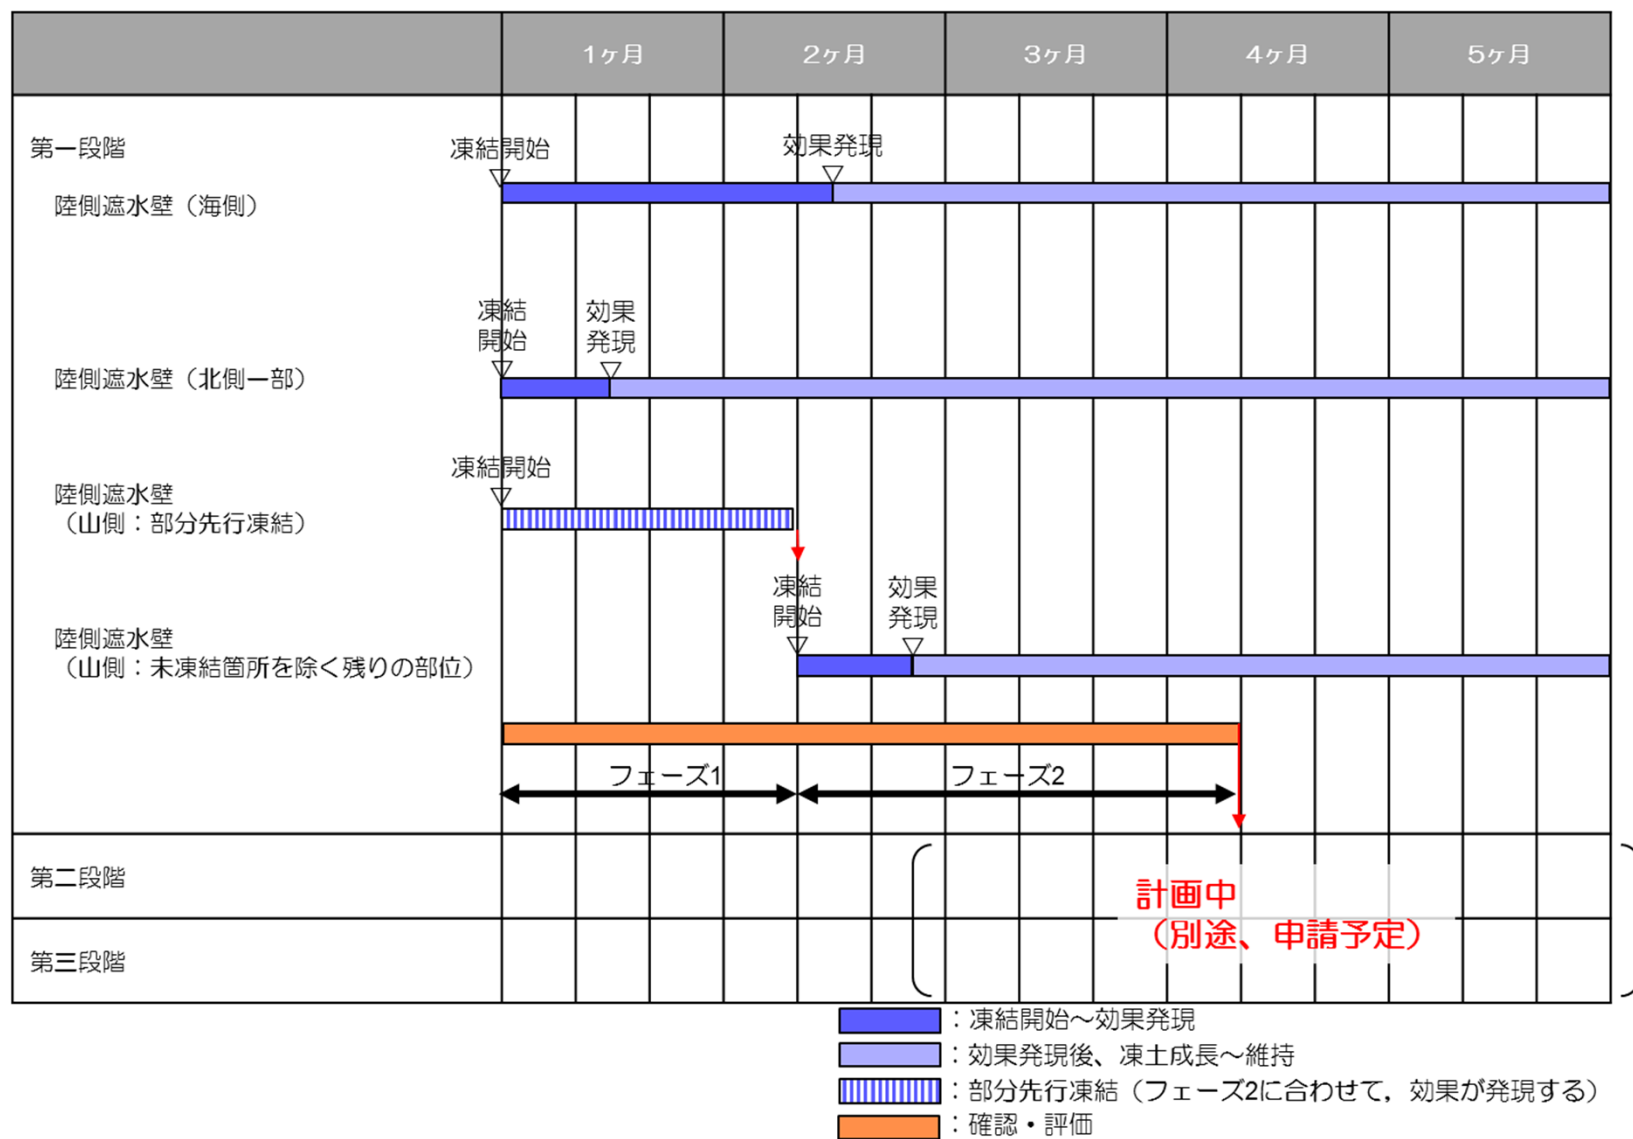 1ヶ月
2ヶ月
3ヶ月
4ヶ月
5ヶ月
第一段階
凍結開始
効果発現
陸側遮水壁（海側）
凍結
開始
効果
発現
陸側遮水壁（北側一部）
凍結開始
陸側遮水壁
（山側：部分先行凍結）
凍結
開始
効果
発現
陸側遮水壁
（山側：未凍結箇所を除く残りの部位）
フェーズ1
フェーズ2
第二段階
計画中
（別途、申請予定）
第三段階
：凍結開始～効果発現
：効果発現後、凍土成長～維持
：部分先行凍結（フェーズ2に合わせて，効果が発現する）
：確認・評価